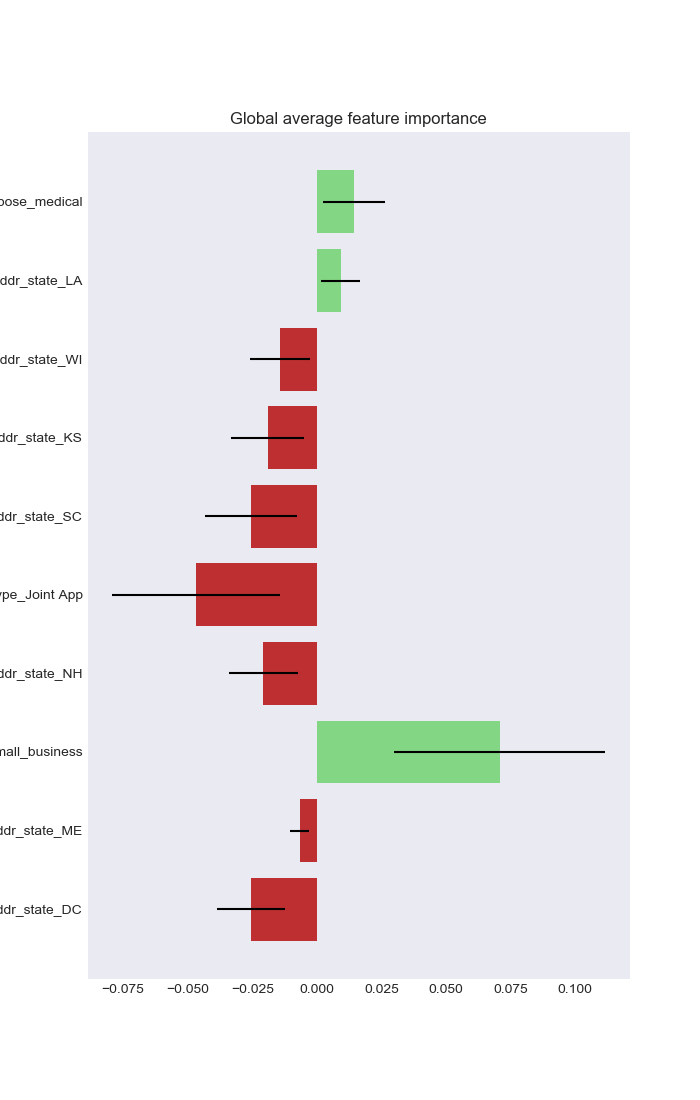 Global average feature importance
pose_medical
ddr_state_LA
ddr_state_WI
ddr_state_KS
ddr_state_SC
ype_Joint App
ddr_state_NH
mall_business
ddr_state_ME
ddr_state_DC
−0.075 −0.050 −0.025 0.000 0.025 0.050 0.075 0.100